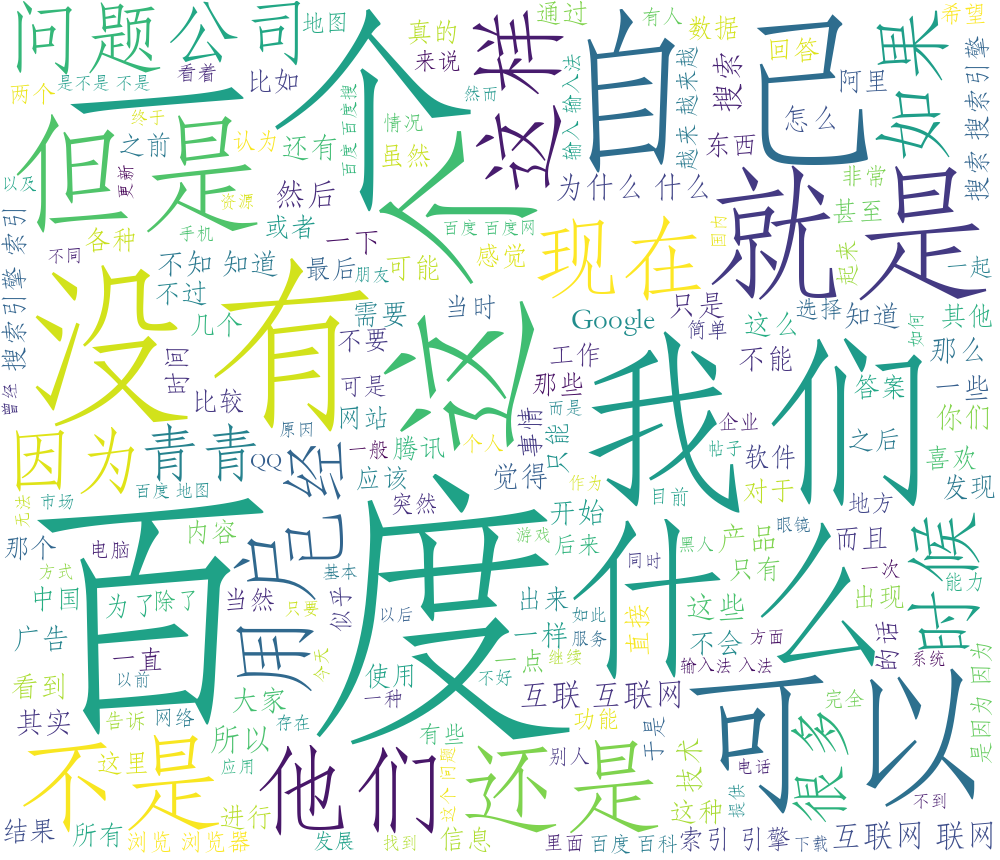 问题 公司
地图
一个
真的
来说
通过
有人
数据
希望
两个
是不是 不是
看着
比如
然而
这样
自己
回答
阿里
如果
搜索 搜索引擎
搜索
输入 输入法
越来 越来越
怎么
东西
但是
终于
之前
认为
还有
情况
虽然
百度 百度搜
人
为什么 什么
非常
以及
更新
资源
然后
甚至
就是
各种
手机
或者
一下
百度 百度网
感觉
现在
国内
起来
一起
不同
不知 知道
最后
朋友
可能
不过
搜索引擎 索引
没有
几个
需要
当时
只是
选择
知道
其他
Google
简单
这么
如何
那么
时间
不要
这
工作
不能
我们
曾经
比较
可是
那些
答案
一些
网站
事情
而是
企业
你们
因为
青青
原因
QQ
一般
腾讯
个人
只能
帖子
之后
喜欢
已经
应该
觉得
软件
发现
无法
市场
百度 地图
作为
目前
对于
地方
突然
百度
什么
内容
开始
游戏
黑人
产品
眼镜
而且
时候
那个
电脑
用户
后来
同时
只有
一次
能力
方式
基本
中国
为了
除了
当然
只要
似乎
以后
出来
如此
这些
出现
广告
一样
服务
直接
不会
方面
的话
是因为 因为
一直
今天
一点
继续
输入法 入法
系统
看到
以前
使用
不好
大家
一种
互联 互联网
可以
其实
告诉
网络
存在
功能
很多
完全
所以
有些
于是
不是
这里
他们
还是
别人
技术
电话
应用
这个 问题
提供
不到
进行
这种
结果
所有
浏览 浏览器
发展
找到
信息
里面
百度 百科
索引 引擎
下载
互联网 联网